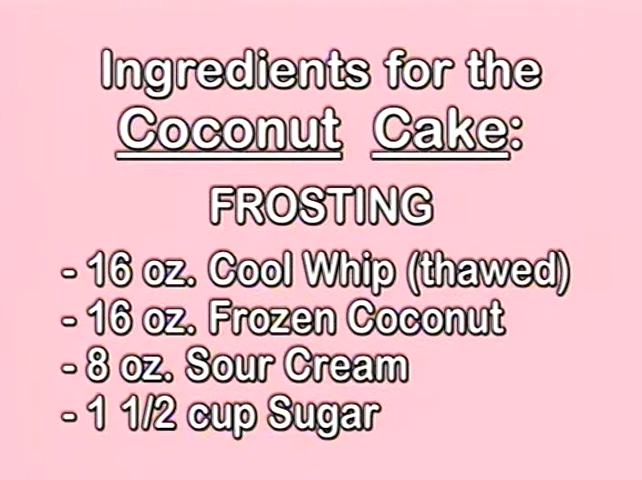 Ingredients for the
Coconut Cake:
FROSTING
- 16 oz. Cool Whip (thawed)
- 16 oz. Frozen Coconut
- 8 oz. Sour Cream
- 1 1/2 cup Sugar